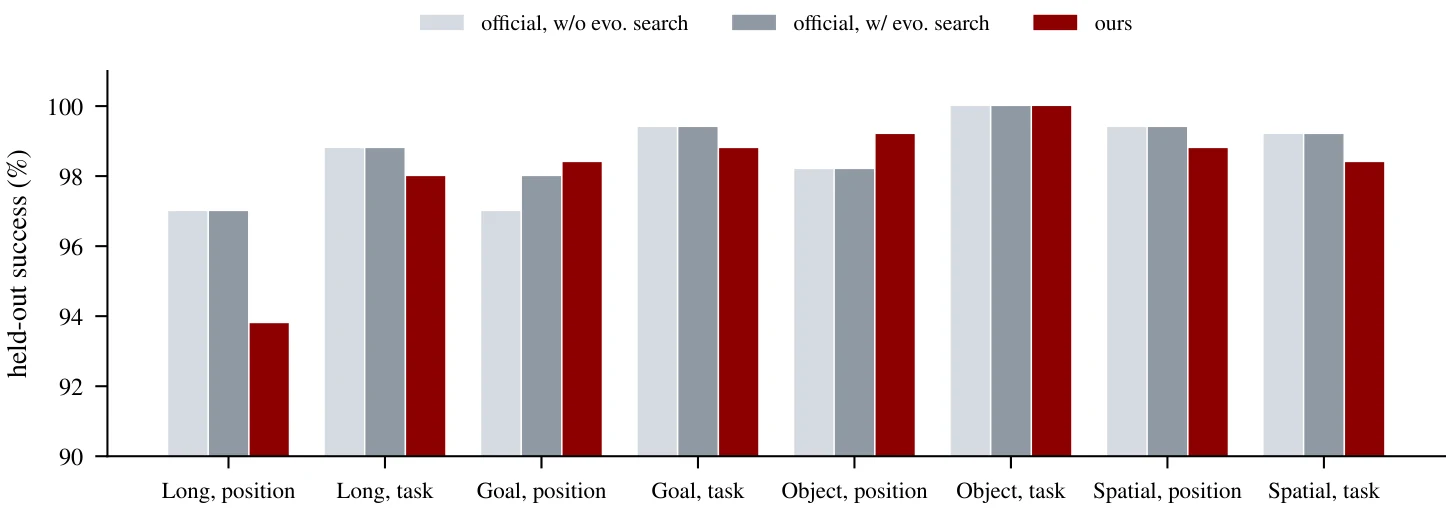 official, w/o evo. search official, w/ evo. search ours
held-out success (%)
100
98
96
94
92
90
Long, position Long, task Goal, position Goal, task Object, position Object, task Spatial, position Spatial, task